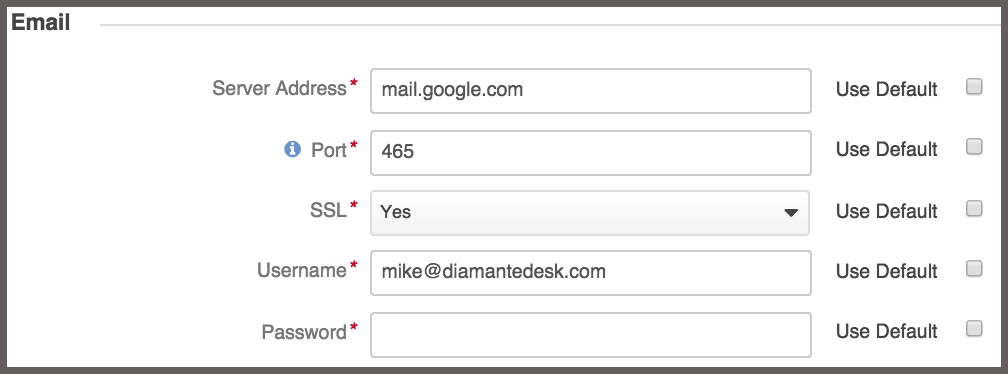 Email
Server Address* mail.google.com Use Default
i Port* 465 Use Default
SSL* Yes Use Default
Username* mike@diamantedesk.com Use Default
Password* Use Default